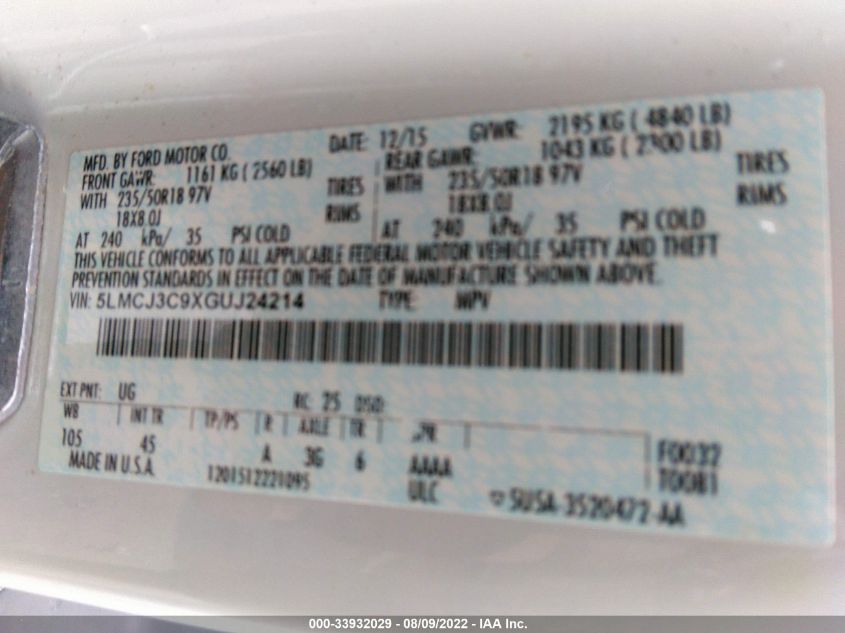 MFD. BY FORD MOTOR CO. DATE: 12/15 GVWR: 2195 KG ( 4840 LB)
FRONT GAWR: 1161 KG ( 2560 LB) REAR GAWR: 1043 KG ( 2300 LB)
WITH 235/50R18 97V TIRES WITH 235/50R18 97V TIRES
18X8.0J RIMS 18X8.0J RIMS
AT 240 kPa/ 35 PSI COLD AT 240 kPa/ 35 PSI COLD
THIS VEHICLE CONFORMS TO ALL APPLICABLE FEDERAL MOTOR VEHICLE SAFETY AND THEFT
PREVENTION STANDARDS IN EFFECT ON THE DATE OF MANUFACTURE SHOWN ABOVE.
VIN: 5LMCJ3C9XGUJ24214 TYPE: MPV
EXT PNT: UG RC: 25 DSO:
WB INT TR TP/PS R AXLE TR SPR
105 45 A 3G 6 AAAA F0032
MADE IN U.S.A. 1201512221095 ULC T0081
5U5A-3520472-AA
000-33932029 - 08/09/2022 - IAA Inc.